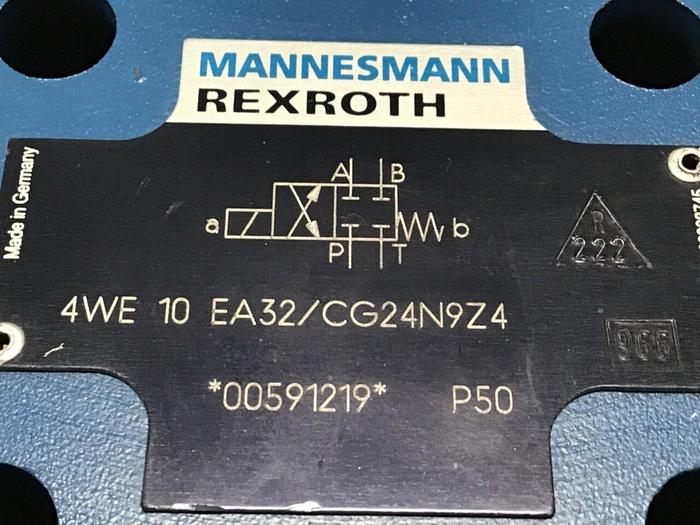 MANNESMANN
REXROTH
Made in Germany
A B
a
b
P T
R
222
4WE 10 EA32/CG24N9Z4
966
*00591219* P50